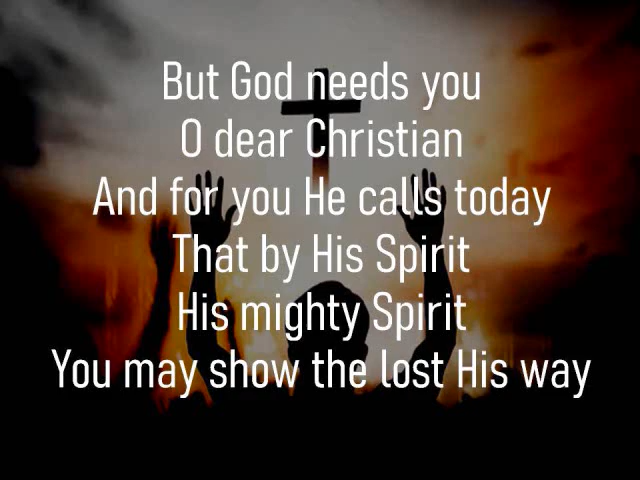 But God needs you
O dear Christian
And for you He calls today
That by His Spirit
His mighty Spirit
You may show the lost His way